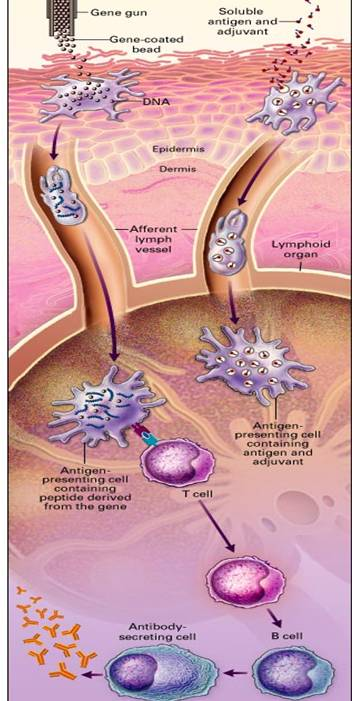 Gene gun
Soluble
antigen and
adjuvant
Gene-coated
bead
DNA
Epidermis
Dermis
Afferent
lymph
vessel
Lymphoid
organ
Antigen-
presenting cell
containing
antigen and
adjuvant
Antigen-
presenting cell
containing
peptide derived
from the gene
T cell
B cell
Antibody-
secreting cell